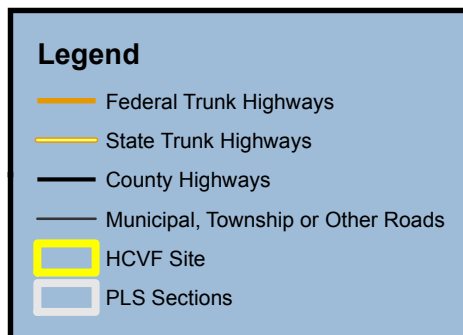 Legend
Federal Trunk Highways
State Trunk Highways
County Highways
Municipal, Township or Other Roads
HCVF Site
PLS Sections